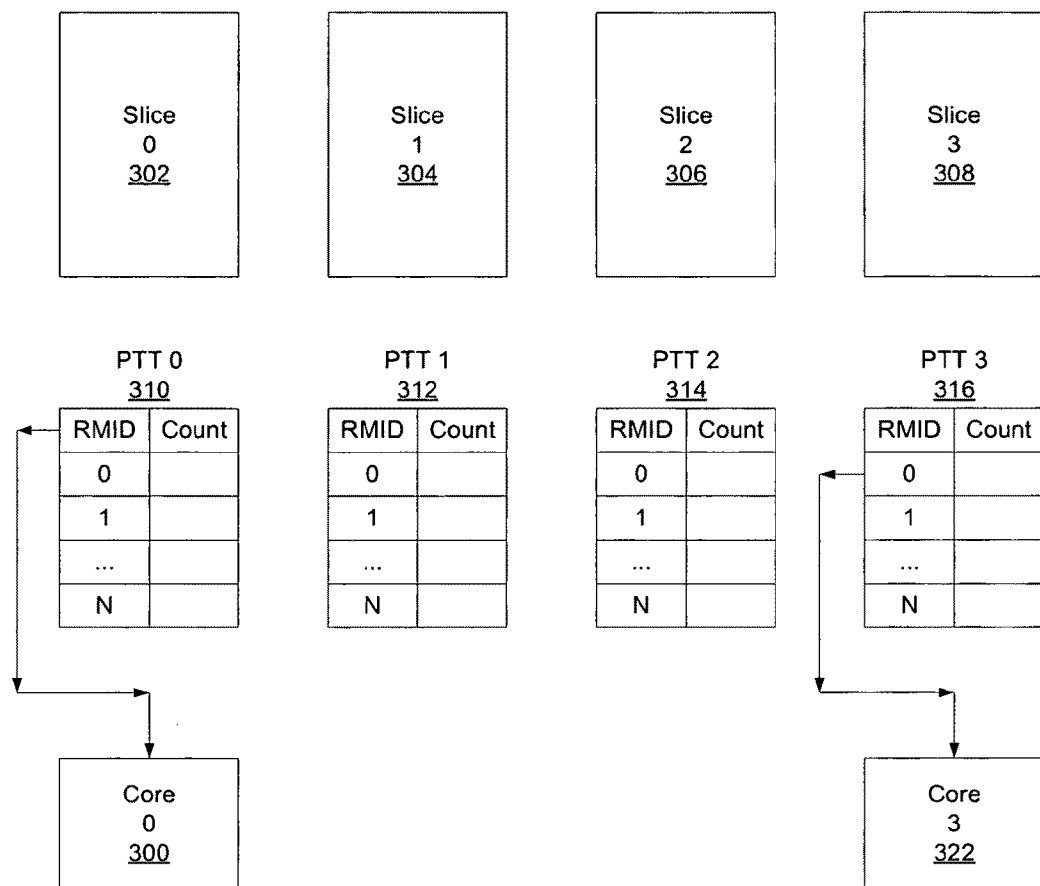 Slice
0
302
Slice
1
304
Slice
2
306
Slice
3
308
PTT 0
310
PTT 1
312
PTT 2
314
PTT 3
316
RMID Count
0
1
...
N
RMID Count
0
1
...
N
RMID Count
0
1
...
N
RMID Count
0
1
...
N
Core
0
300
Core
3
322